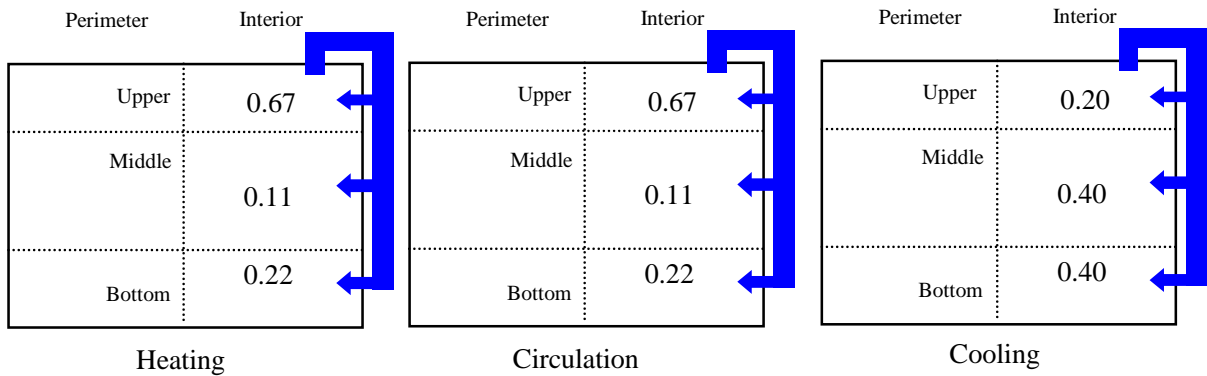 Perimeter Interior
Upper 0.67
Middle
0.11
0.22
Bottom
Heating
Perimeter Interior
Upper 0.67
Middle
0.11
0.22
Bottom
Circulation
Perimeter Interior
Upper 0.20
Middle
0.40
0.40
Bottom
Cooling